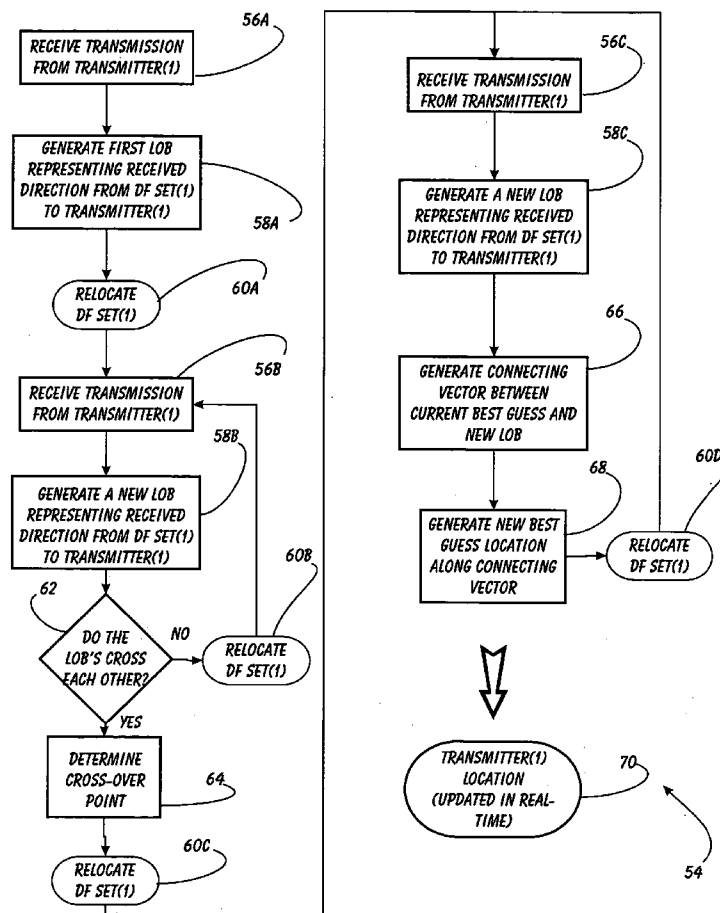 RECEIVE TRANSMISSION
FROM TRANSMITTER(1)
56A
GENERATE FIRST LOB
REPRESENTING RECEIVED
DIRECTION FROM DF SET(1)
TO TRANSMITTER(1)
58A
RELOCATE
DF SET(1)
60A
56B
RECEIVE TRANSMISSION
FROM TRANSMITTER(1)
58B
GENERATE A NEW LOB
REPRESENTING RECEIVED
DIRECTION FROM DF SET(1)
TO TRANSMITTER(1)
62
DO THE
LOB'S CROSS
EACH OTHER?
NO
60B
RELOCATE
DF SET(1)
YES
DETERMINE
CROSS-OVER
POINT
64
60C
RELOCATE
DF SET(1)
56C
RECEIVE TRANSMISSION
FROM TRANSMITTER(1)
58C
GENERATE A NEW LOB
REPRESENTING RECEIVED
DIRECTION FROM DF SET(1)
TO TRANSMITTER(1)
66
GENERATE CONNECTING
VECTOR BETWEEN
CURRENT BEST GUESS AND
NEW LOB
68
GENERATE NEW BEST
GUESS LOCATION
ALONG CONNECTING
VECTOR
60D
RELOCATE
DF SET(1)
TRANSMITTER(1)
LOCATION
(UPDATED IN REAL-
TIME)
70
54